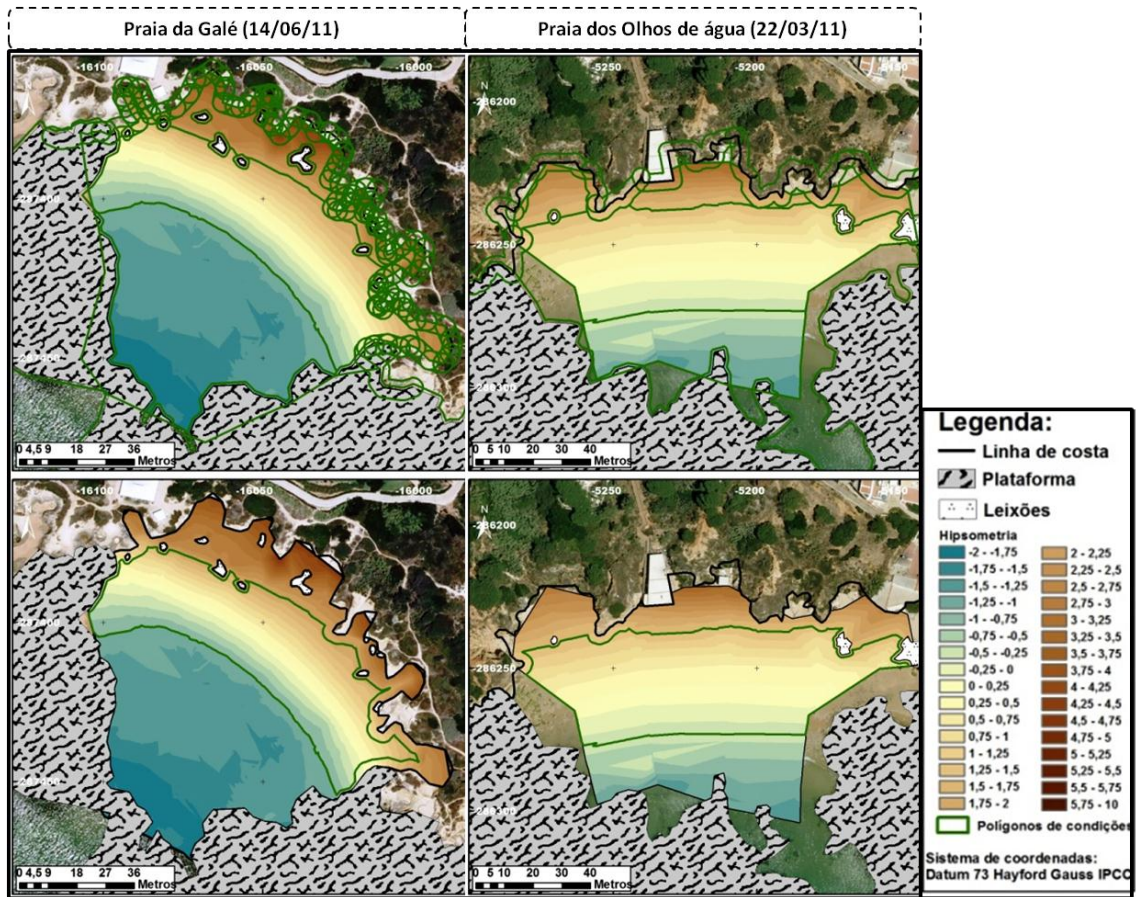 Praia da Galé (14/06/11)
Praia dos Olhos de água (22/03/11)
-16100 -16050 -16000
-287400
0 4,5 9 18 27 36
Metros
-5250 -5200 -5150
N
-286200
-286250
-286300
0 5 10 20 30 40
Metros
-16100 -16050 -16000
0 4,5 9 18 27 36
Metros
-5250 -5200 -5150
N
-286200
-286250
0 5 10 20 30 40
Metros
Legenda:
Linha de costa
Plataforma
Leixões
Hipsometria
-2 - -1,75
-1,75 - -1,5
-1,5 - -1,25
-1,25 - -1
-1 - -0,75
-0,75 - -0,5
-0,5 - -0,25
-0,25 - 0
0 - 0,25
0,25 - 0,5
0,5 - 0,75
0,75 - 1
1 - 1,25
1,25 - 1,5
1,5 - 1,75
1,75 - 2
2 - 2,25
2,25 - 2,5
2,5 - 2,75
2,75 - 3
3 - 3,25
3,25 - 3,5
3,5 - 3,75
3,75 - 4
4 - 4,25
4,25 - 4,5
4,5 - 4,75
4,75 - 5
5 - 5,25
5,25 - 5,5
5,5 - 5,75
5,75 - 10
Polígonos de condiçõe
Sistema de coordenadas:
Datum 73 Hayford Gauss IPCC